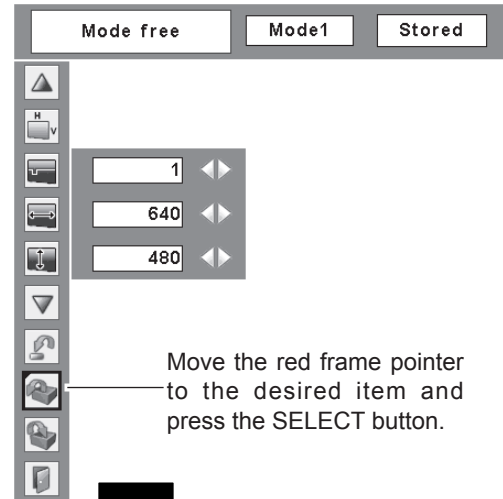 Mode free Mode1 Stored
H
V
1
640
480
Move the red frame pointer
to the desired item and
press the SELECT button.